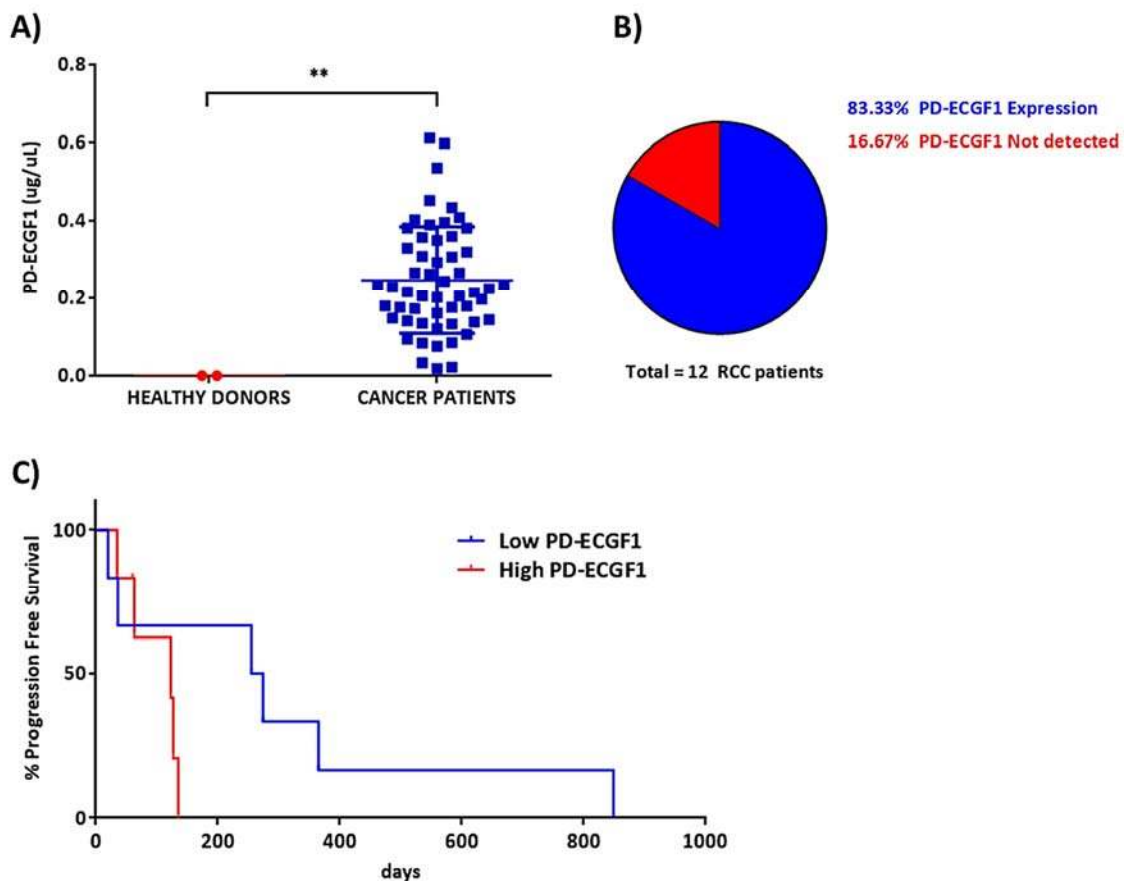 A)
PD-ECGF1 (ug/uL)
0.8
0.6
0.4
0.2
0.0
**
HEALTHY DONORS
CANCER PATIENTS
B)
83.33% PD-ECGF1 Expression
16.67% PD-ECGF1 Not detected
Total = 12 RCC patients
C)
% Progression Free Survival
100
50
0
Low PD-ECGF1
High PD-ECGF1
0 200 400 600 800 1000
days